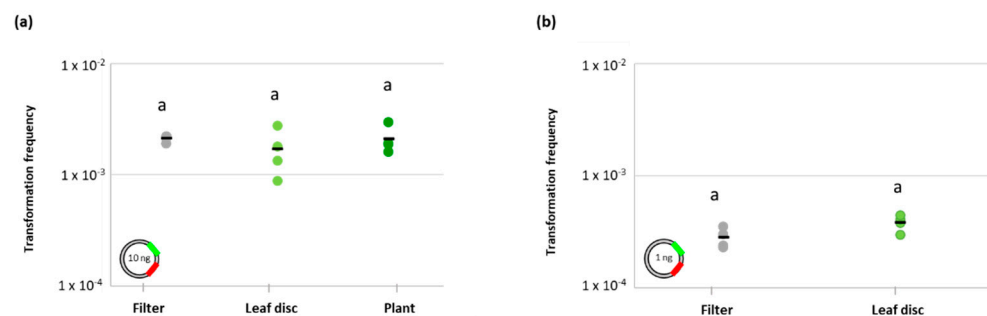 (a)
Transformation frequency
1 x 10⁻²
1 x 10⁻³
1 x 10⁻⁴
a
a
a
10 ng
Filter
Leaf disc
Plant
(b)
Transformation frequency
1 x 10⁻²
1 x 10⁻³
1 x 10⁻⁴
a
a
1 ng
Filter
Leaf disc